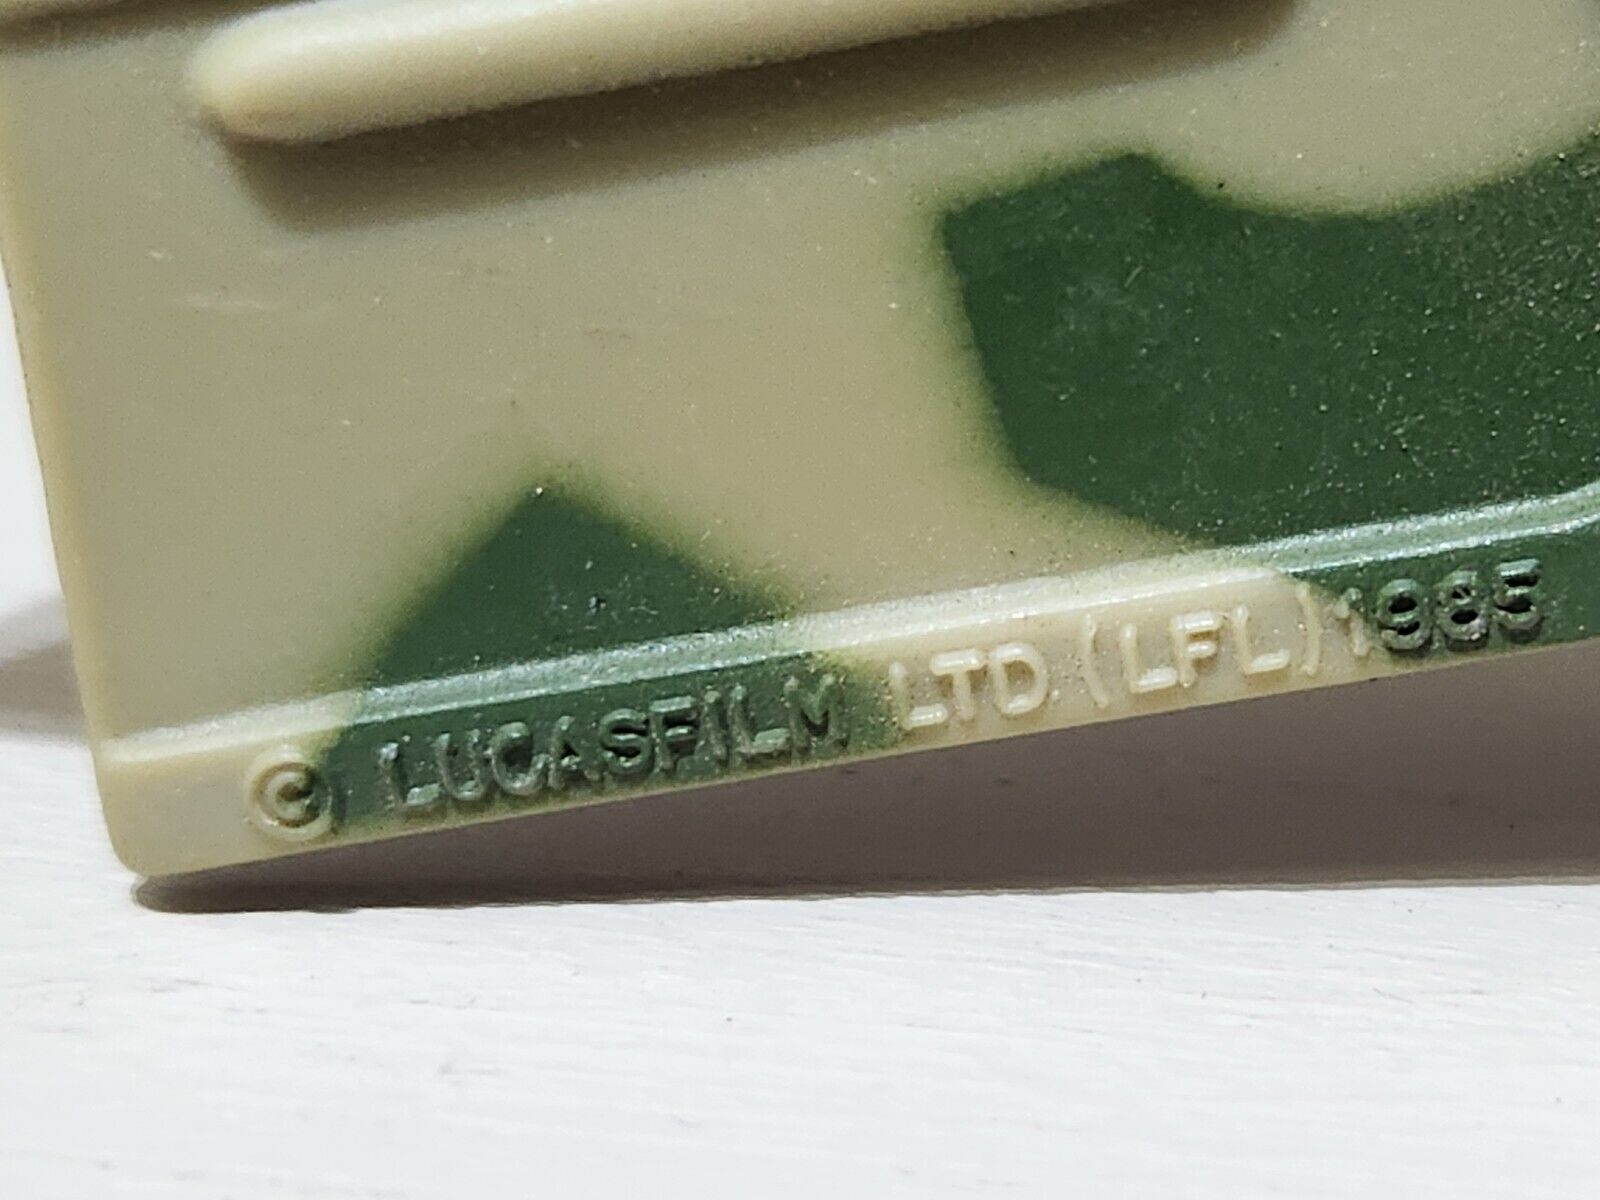 © LUCASFILM LTD (LFL) 1985